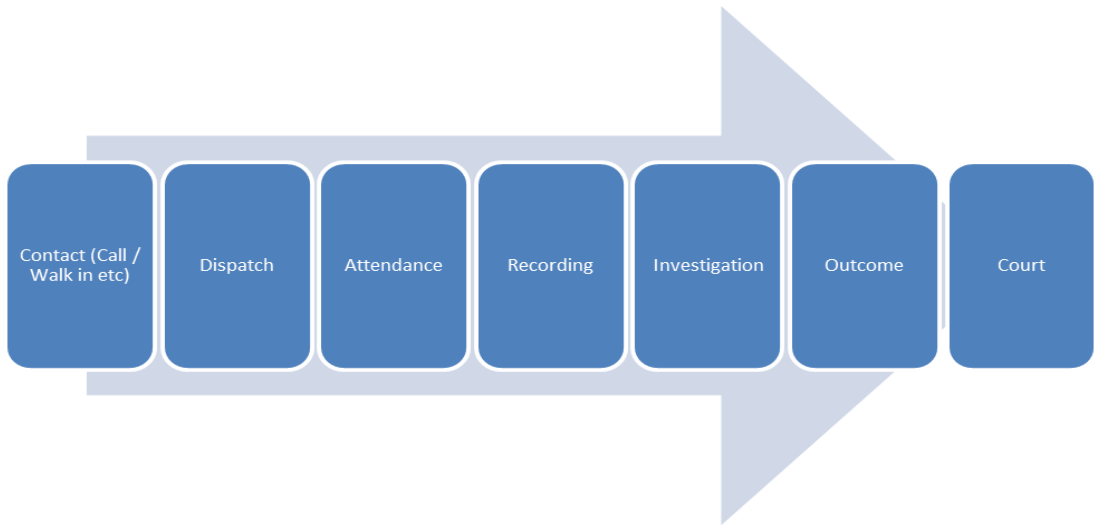 Contact (Call /
Walk in etc)
Dispatch
Attendance
Recording
Investigation
Outcome
Court